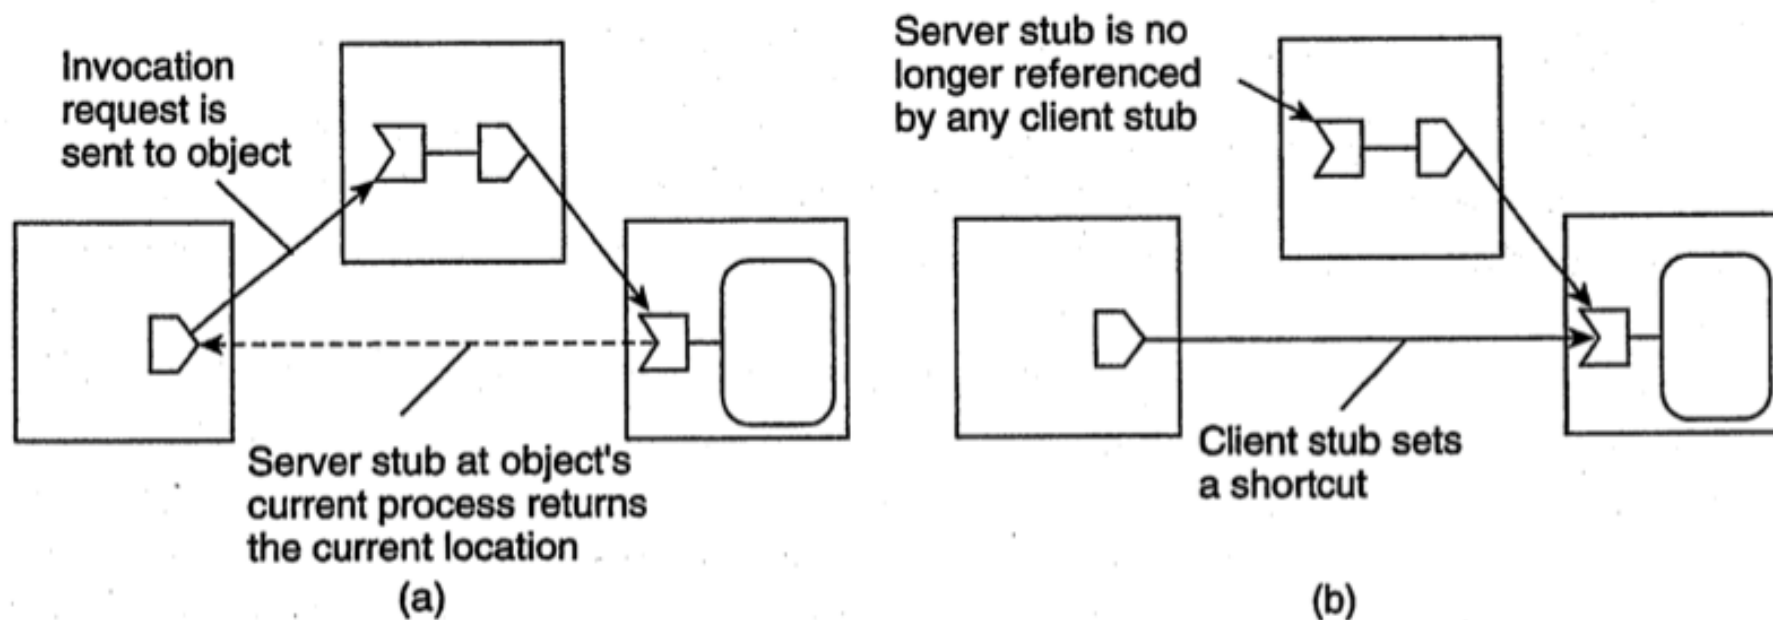 Invocation
request is
sent to object
Server stub at object's
current process returns
the current location
(a)
Server stub is no
longer referenced
by any client stub
Client stub sets
a shortcut
(b)